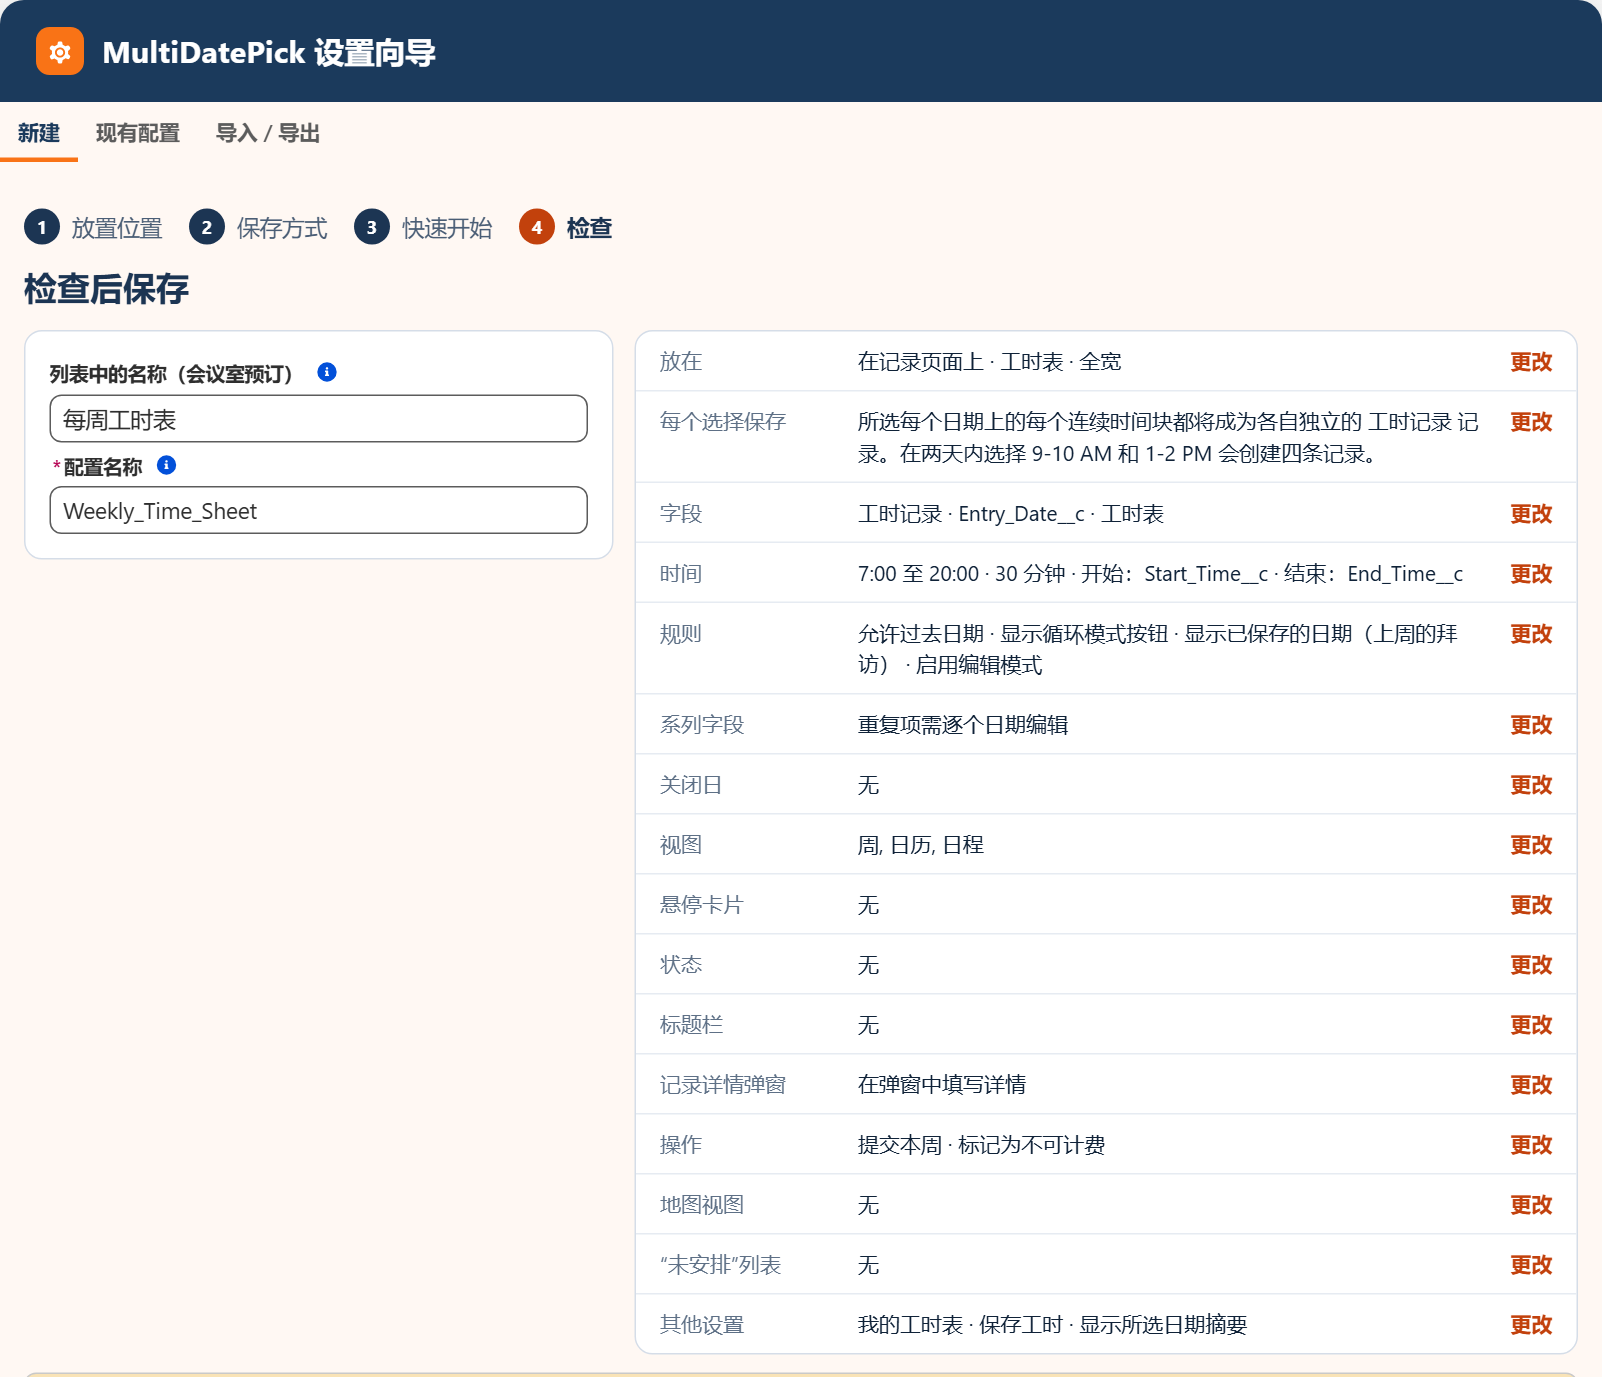 MultiDatePick 设置向导
新建 现有配置 导入 / 导出
1 放置位置 2 保存方式 3 快速开始 4 检查
检查后保存
列表中的名称（会议室预订）
每周工时表
*配置名称
Weekly_Time_Sheet
放在 在记录页面上 · 工时表 · 全宽 更改
每个选择保存 所选每个日期上的每个连续时间块都将成为各自独立的 工时记录 记 更改
录。在两天内选择 9-10 AM 和 1-2 PM 会创建四条记录。
字段 工时记录 · Entry_Date__c · 工时表 更改
时间 7:00 至 20:00 · 30 分钟 · 开始：Start_Time__c · 结束：End_Time__c 更改
规则 允许过去日期 · 显示循环模式按钮 · 显示已保存的日期（上周的拜 更改
访） · 启用编辑模式
系列字段 重复项需逐个日期编辑 更改
关闭日 无 更改
视图 周, 日历, 日程 更改
悬停卡片 无 更改
状态 无 更改
标题栏 无 更改
记录详情弹窗 在弹窗中填写详情 更改
操作 提交本周 · 标记为不可计费 更改
地图视图 无 更改
“未安排”列表 无 更改
其他设置 我的工时表 · 保存工时 · 显示所选日期摘要 更改